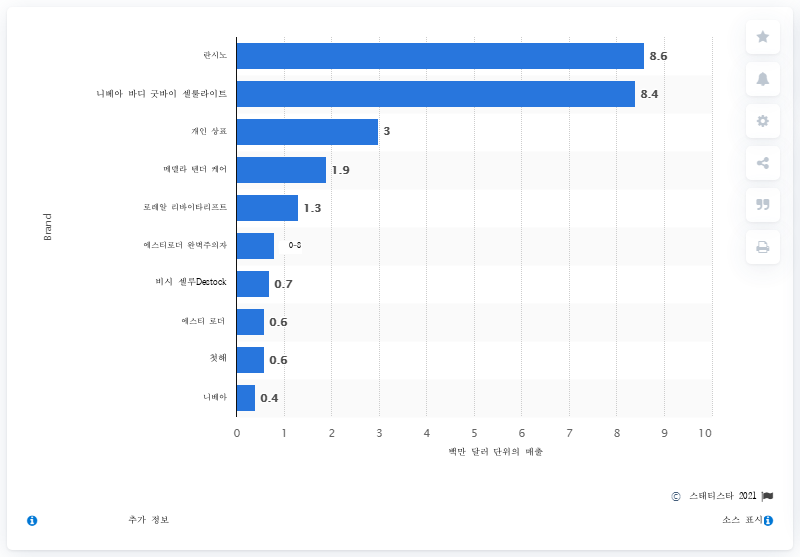 란시노
8.6
니베아 바디 굿바이 셀룰라이트
8.4
개인 상표
3
메델라 텐더 케어
1.9
로레알 리바이타리프트
1.3
에스티로더 완벽주의자
0-8
비시 셀루Destock
0.7
에스티 로더
0.6
첫해
0.6
니베아
0.4
Brand
0 1 2 3 4 5 6 7 8 9 10
백만 달러 단위의 매출
© 스태티스타 2021
추가 정보
소스 표시